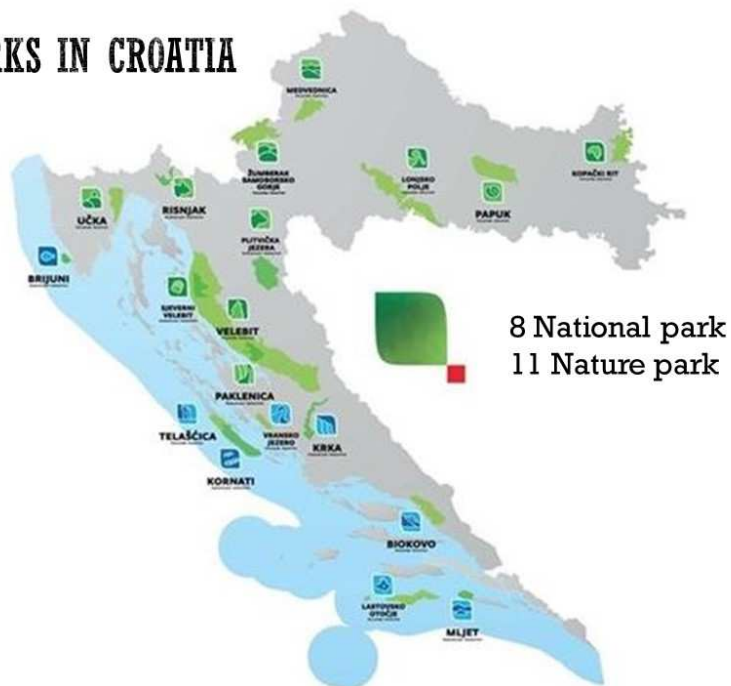 RKS IN CROATIA
MEDVEDNICA
ŽUMBERAK
SAMOBORSKO
GORJE
LONJSKO
POLJE
KOPAČKI RIT
UČKA
RISNJAK
PAPUK
PLITVIČKA
JEZERA
BRIJUNI
SJEVERNI
VELEBIT
VELEBIT
8 National park
11 Nature park
PAKLENICA
TELAŠĆICA
VRANSKO
JEZERO
KRKA
KORNATI
BIOKOVO
LASTOVSKO
OTOČJE
MLJET